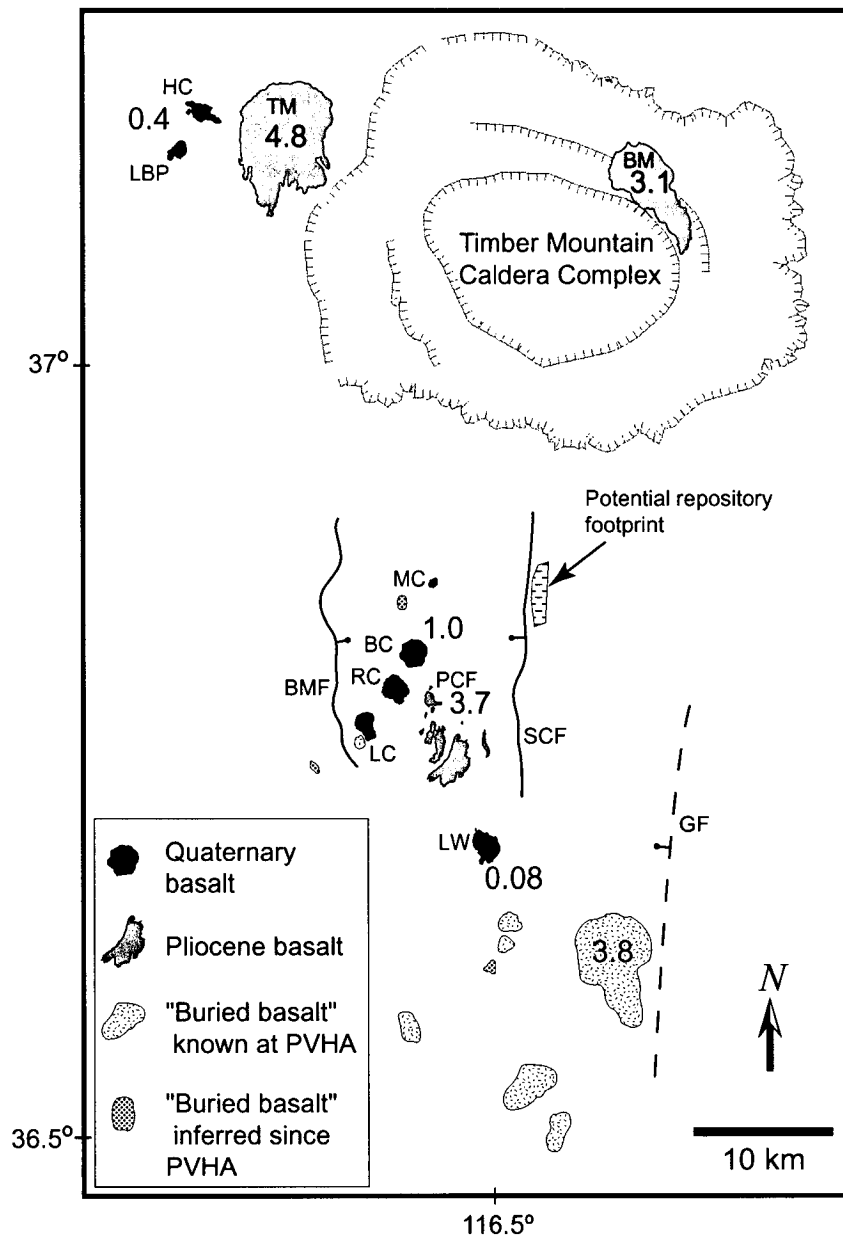 HC
0.4
LBP
TM
4.8
BM
3.1
Timber Mountain
Caldera Complex
37°
Potential repository
footprint
MC
1.0
BC
RC
PCF
3.7
BMF
LC
SCF
GF
LW
0.08
3.8
Quaternary
basalt
Pliocene basalt
"Buried basalt"
known at PVHA
"Buried basalt"
inferred since
PVHA
N
36.5°
10 km
116.5°